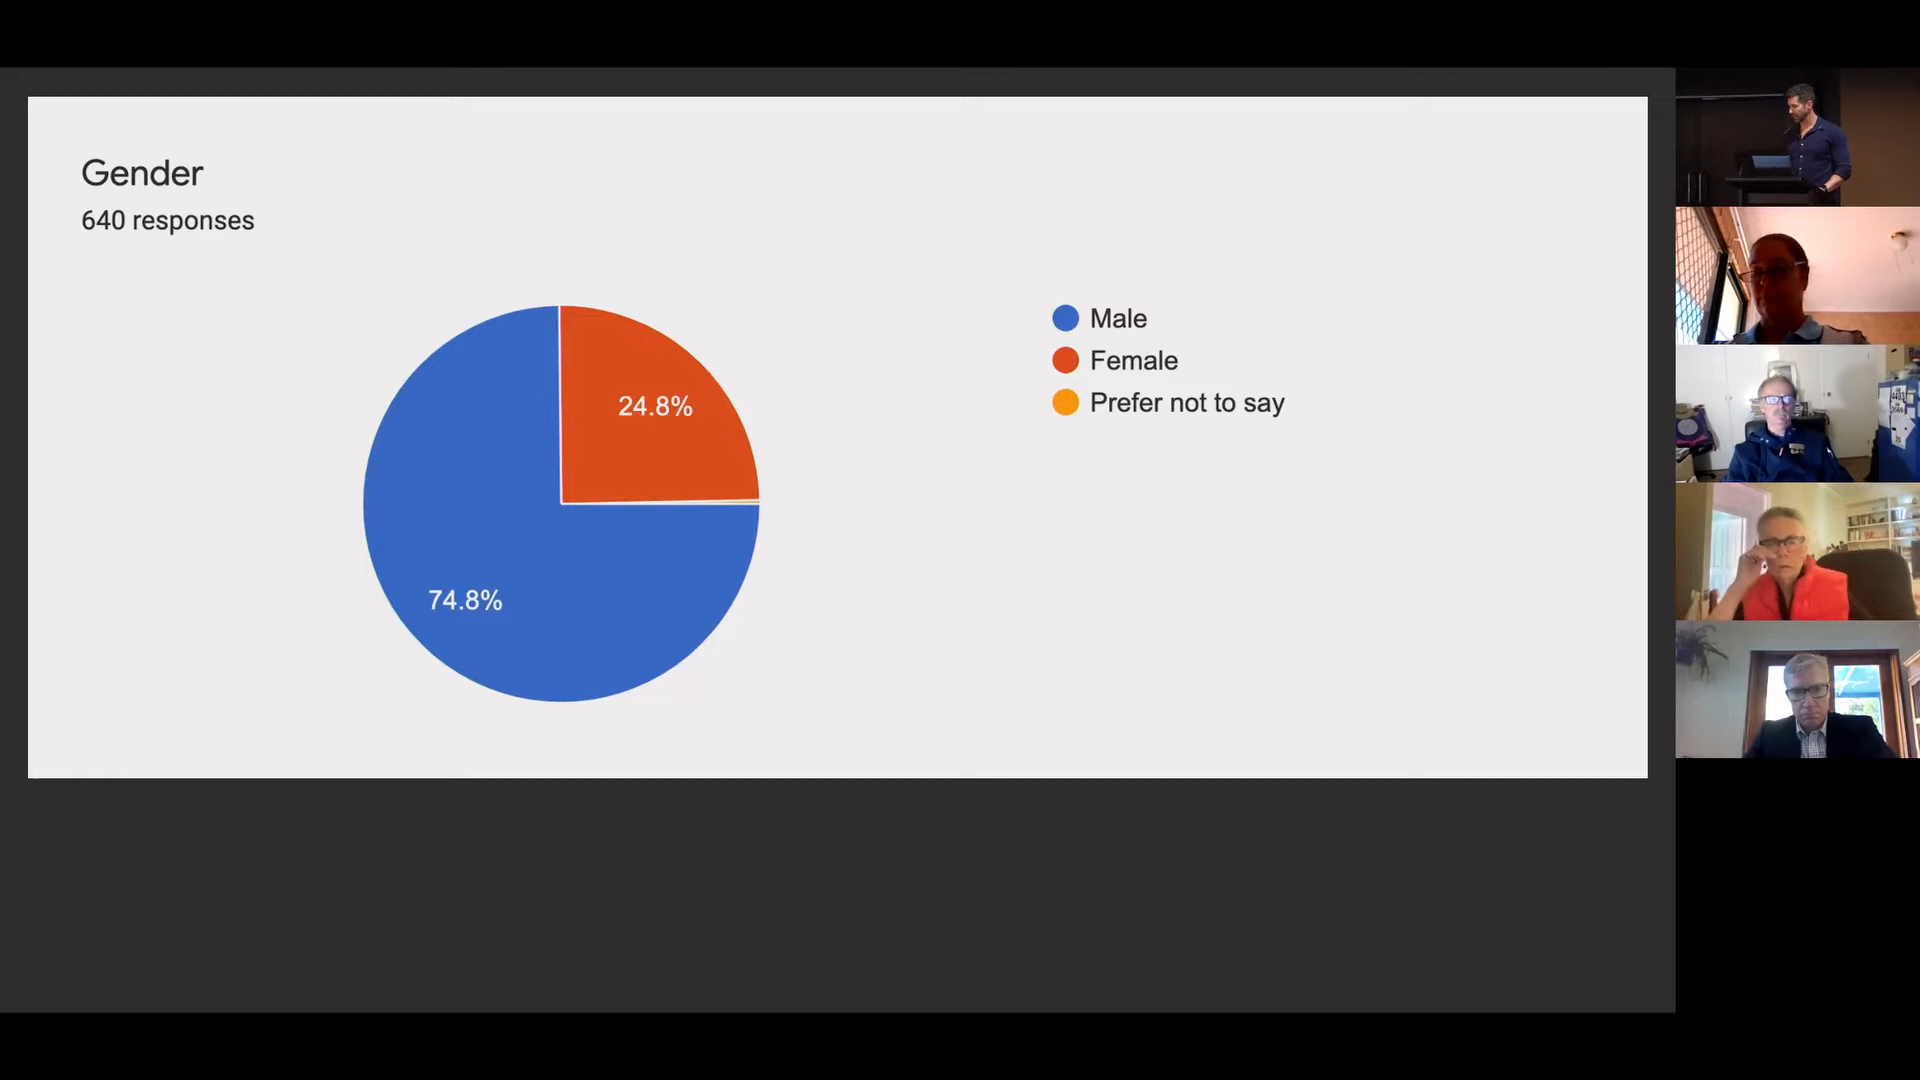 Gender
640 responses
24.8%
74.8%
Male
Female
Prefer not to say